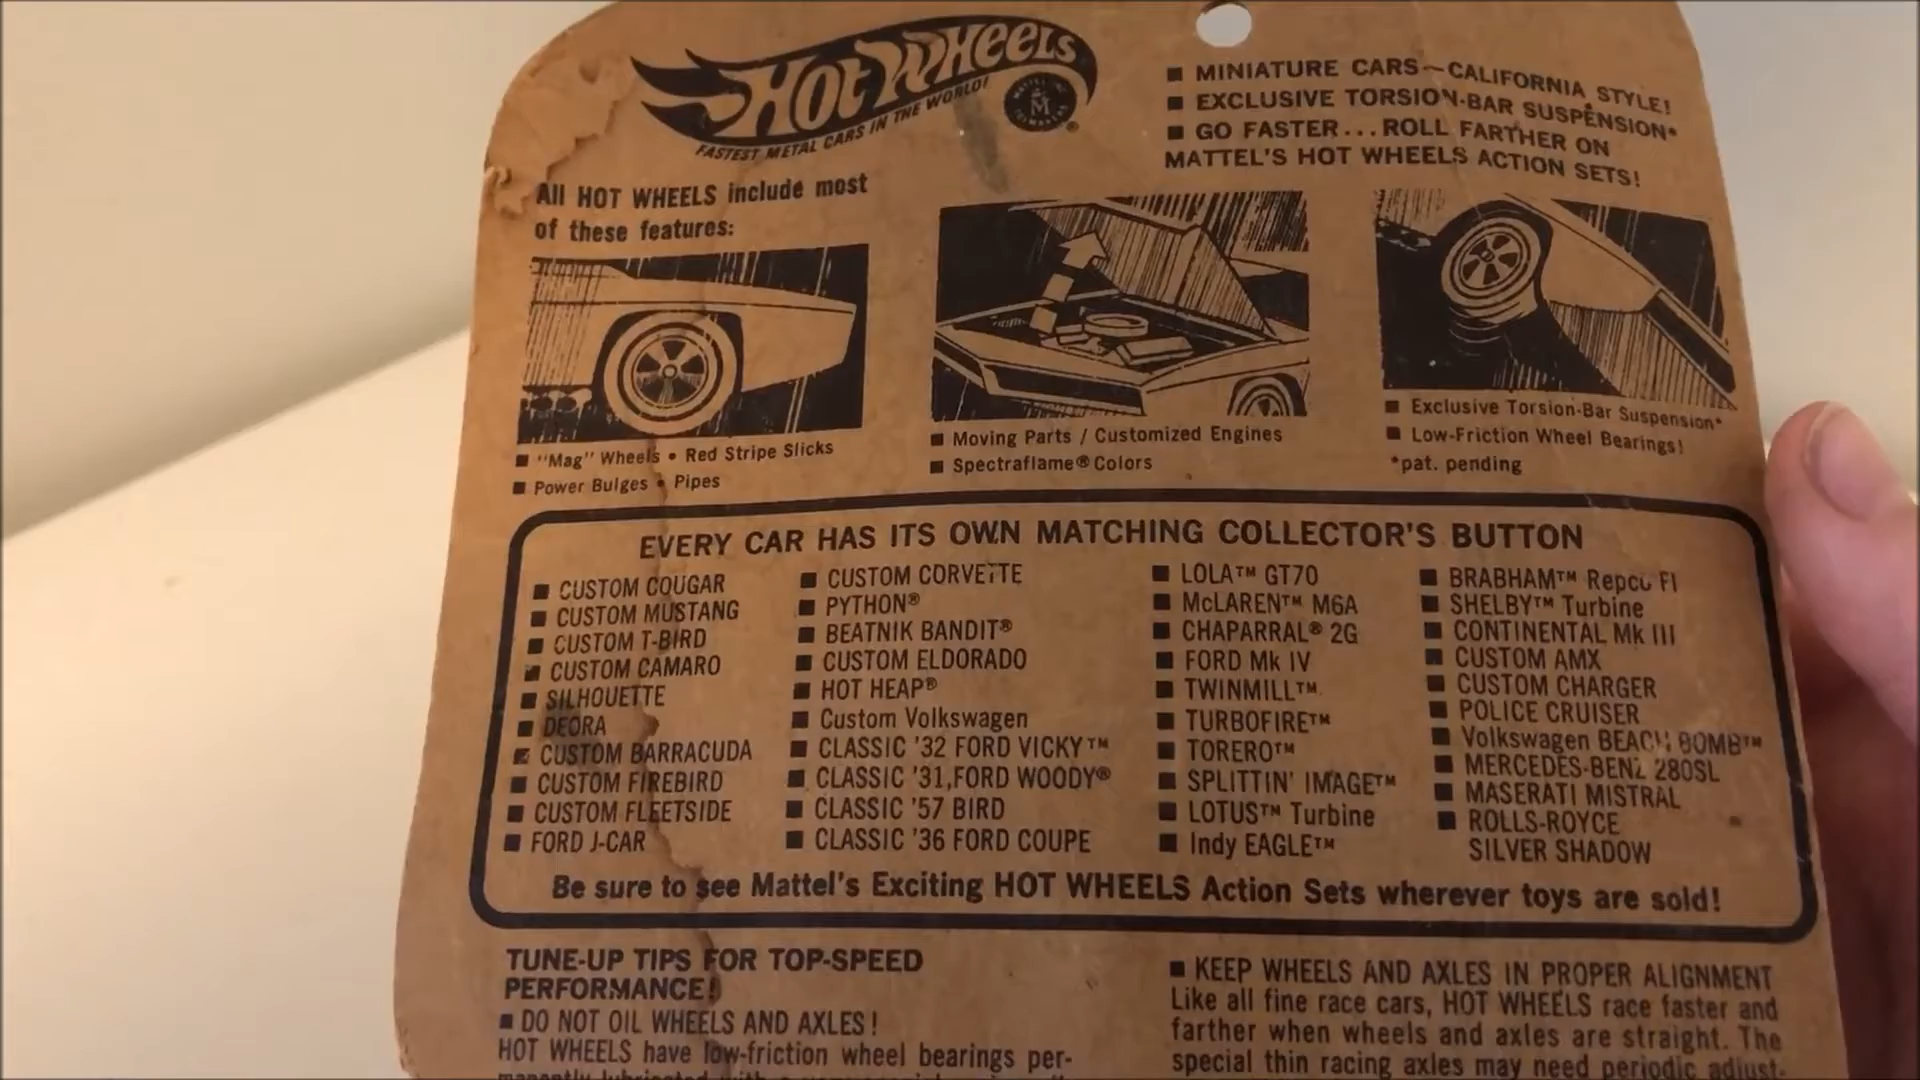 Hot Wheels
FASTEST METAL CARS IN THE WORLD!
■ MINIATURE CARS—CALIFORNIA STYLE!
■ EXCLUSIVE TORSION-BAR SUSPENSION*
■ GO FASTER...ROLL FARTHER ON
MATTEL'S HOT WHEELS ACTION SETS!
All HOT WHEELS include most
of these features:
■ "Mag" Wheels • Red Stripe Slicks
■ Power Bulges • Pipes
■ Moving Parts / Customized Engines
■ Spectraflame® Colors
■ Exclusive Torsion-Bar Suspension*
■ Low-Friction Wheel Bearings!
*pat. pending
EVERY CAR HAS ITS OWN MATCHING COLLECTOR'S BUTTON
■ CUSTOM COUGAR
■ CUSTOM MUSTANG
■ CUSTOM T-BIRD
■ CUSTOM CAMARO
■ SILHOUETTE
■ DEORA
■ CUSTOM BARRACUDA
■ CUSTOM FIREBIRD
■ CUSTOM FLEETSIDE
■ FORD J-CAR
■ CUSTOM CORVETTE
■ PYTHON®
■ BEATNIK BANDIT®
■ CUSTOM ELDORADO
■ HOT HEAP®
■ Custom Volkswagen
■ CLASSIC '32 FORD VICKY™
■ CLASSIC '31 FORD WOODY®
■ CLASSIC '57 BIRD
■ CLASSIC '36 FORD COUPE
■ LOLA™ GT70
■ McLAREN™ M6A
■ CHAPARRAL® 2G
■ FORD Mk IV
■ TWINMILL™
■ TURBOFIRE™
■ TORERO™
■ SPLITTIN' IMAGE™
■ LOTUS™ Turbine
■ Indy EAGLE™
■ BRABHAM™ Repco F1
■ SHELBY™ Turbine
■ CONTINENTAL Mk III
■ CUSTOM AMX
■ CUSTOM CHARGER
■ POLICE CRUISER
■ Volkswagen BEACH BOMB™
■ MERCEDES-BENZ 280SL
■ MASERATI MISTRAL
■ ROLLS-ROYCE
SILVER SHADOW
Be sure to see Mattel's Exciting HOT WHEELS Action Sets wherever toys are sold!
TUNE-UP TIPS FOR TOP-SPEED
PERFORMANCE!
■ DO NOT OIL WHEELS AND AXLES!
HOT WHEELS have low-friction wheel bearings per-
■ KEEP WHEELS AND AXLES IN PROPER ALIGNMENT
Like all fine race cars, HOT WHEELS race faster and
farther when wheels and axles are straight. The
special thin racing axles may need periodic adjust-